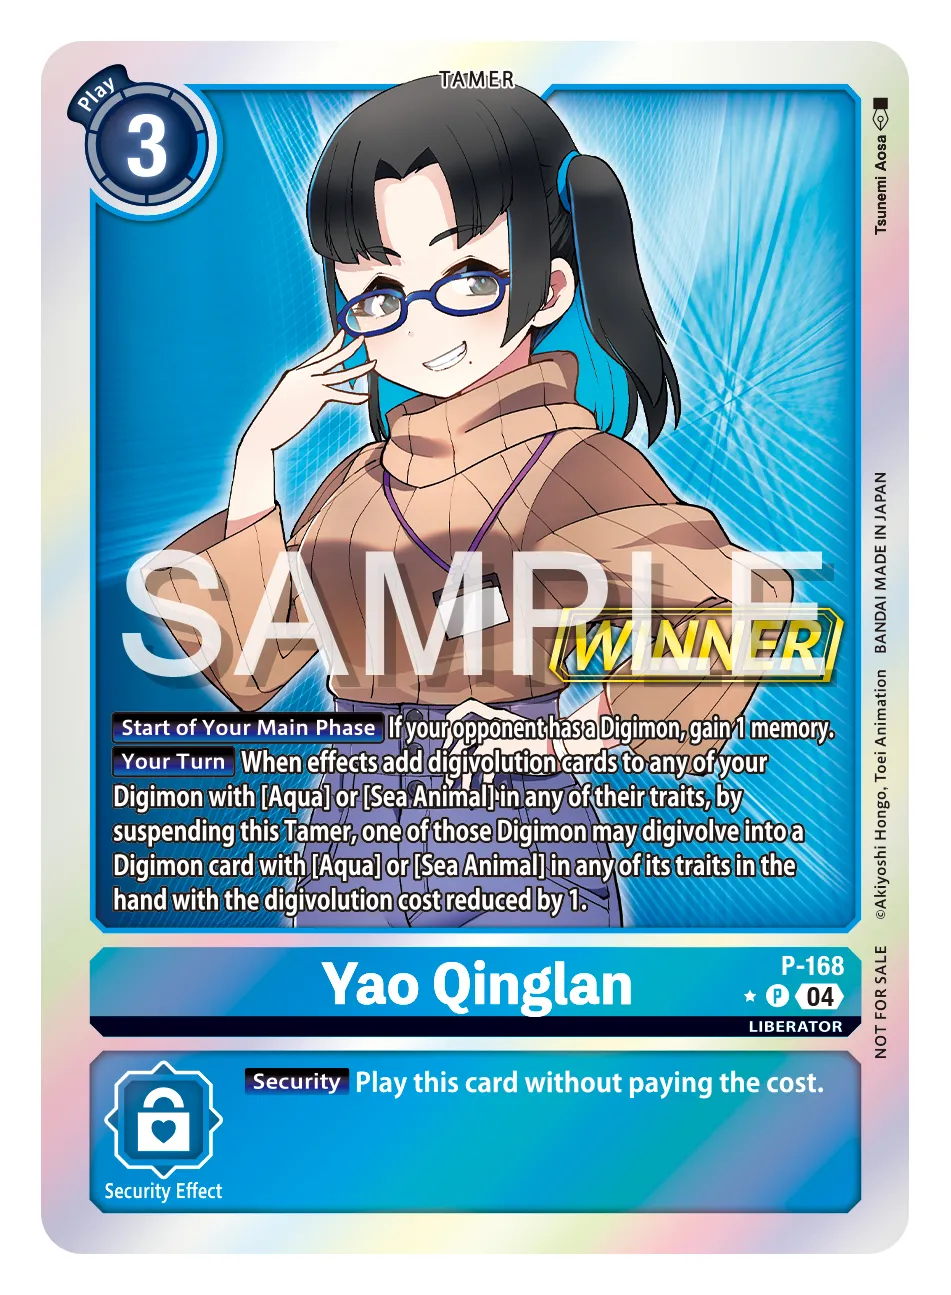 TAMER
Play
3
Tsunemi Aosa
SAMPLE
WINNER
Start of Your Main Phase If your opponent has a Digimon, gain 1 memory.
Your Turn When effects add digivolution cards to any of your
Digimon with [Aqua] or [Sea Animal] in any of their traits, by
suspending this Tamer, one of those Digimon may digivolve into a
Digimon card with [Aqua] or [Sea Animal] in any of its traits in the
hand with the digivolution cost reduced by 1.
©Akiyoshi Hongo, Toei Animation BANDAI MADE IN JAPAN
Yao Qinglan
P-168
P 04
LIBERATOR
NOT FOR SALE
Security Play this card without paying the cost.
Security Effect